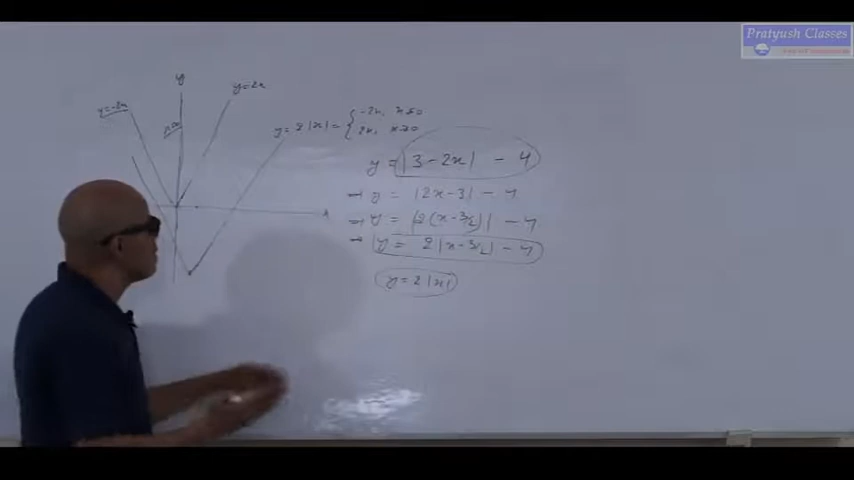 Pratyush Classes
y
y=2x
y=-2x
y = 2|x| = { -2x, x≤0
2x, x≥0
y = |3-2x| - 4
→ y = |2x-3| - 4
→ y = |2(x-3/2)| - 4
→ y = 2|x-3/2| - 4
y = 2|x|